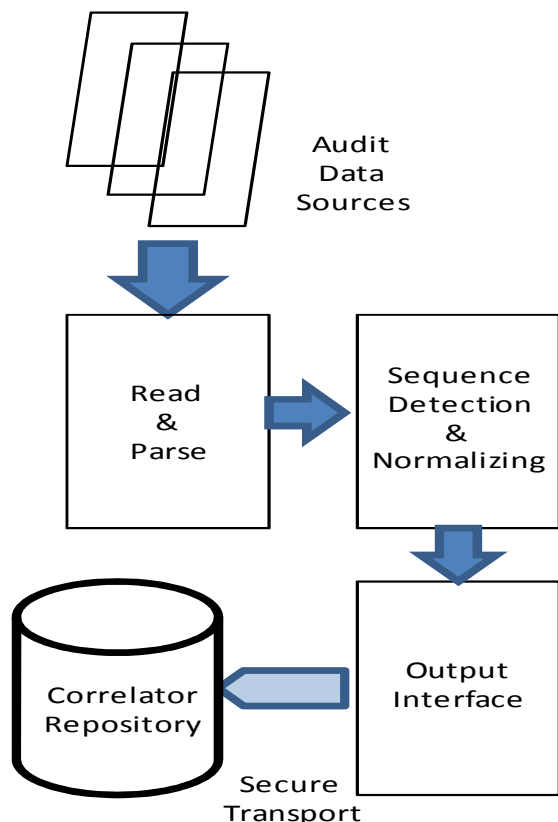 Audit
Data
Sources
Read
&
Parse
Sequence
Detection
&
Normalizing
Output
Interface
Correlator
Repository
Secure
Transport